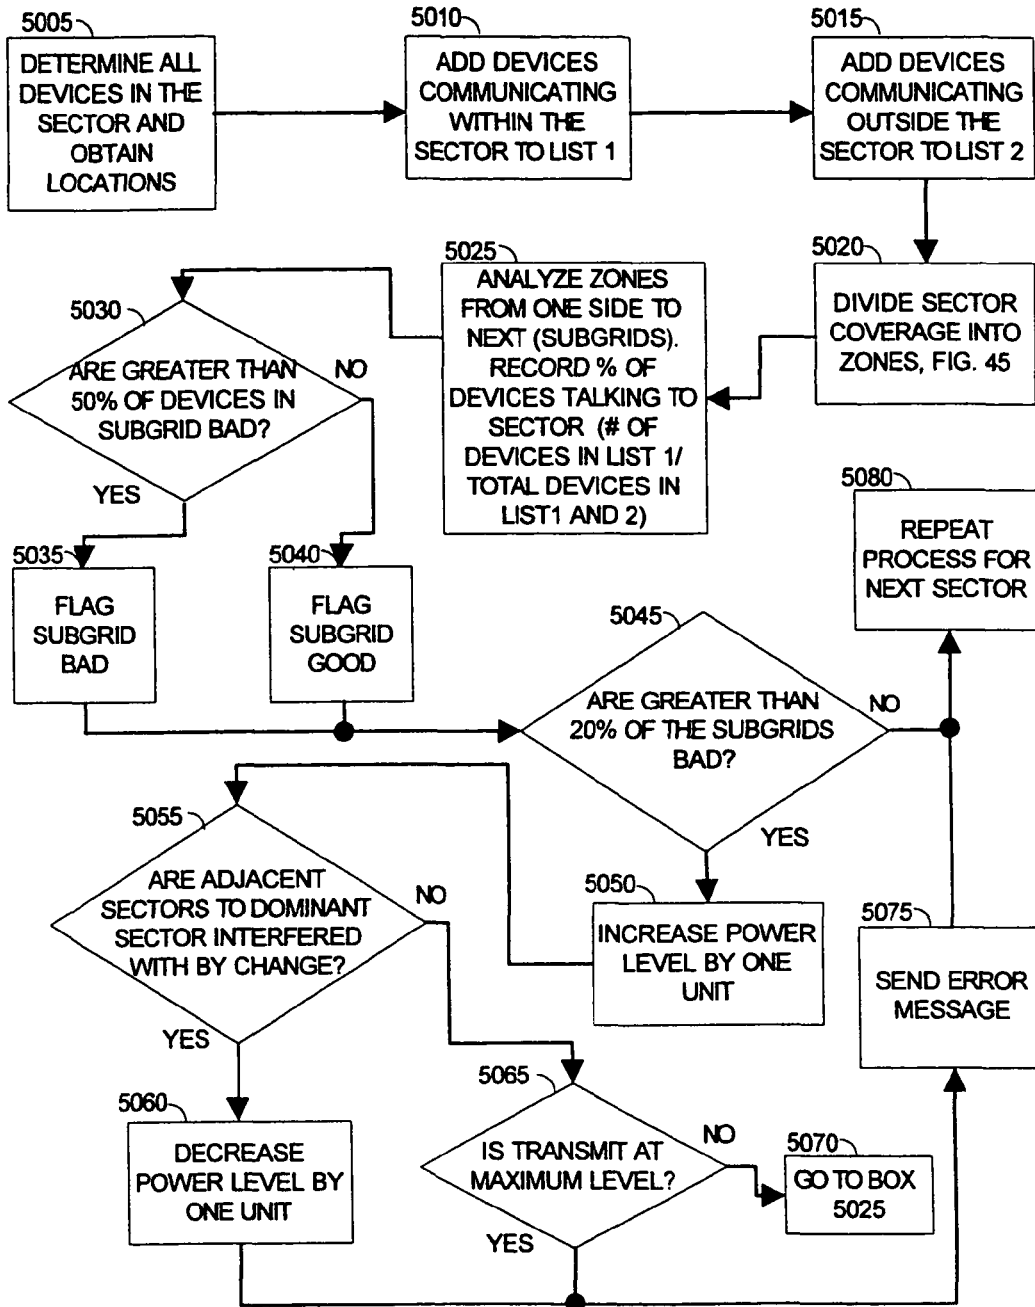 5005
DETERMINE ALL
DEVICES IN THE
SECTOR AND
OBTAIN
LOCATIONS
5010
ADD DEVICES
COMMUNICATING
WITHIN THE
SECTOR TO LIST 1
5015
ADD DEVICES
COMMUNICATING
OUTSIDE THE
SECTOR TO LIST 2
5020
DIVIDE SECTOR
COVERAGE INTO
ZONES, FIG. 45
5025
ANALYZE ZONES
FROM ONE SIDE TO
NEXT (SUBGRIDS).
RECORD % OF
DEVICES TALKING TO
SECTOR (# OF
DEVICES IN LIST 1/
TOTAL DEVICES IN
LIST1 AND 2)
5030
ARE GREATER THAN
50% OF DEVICES IN
SUBGRID BAD?
NO
YES
5035
FLAG
SUBGRID
BAD
5040
FLAG
SUBGRID
GOOD
5045
ARE GREATER THAN
20% OF THE SUBGRIDS
BAD?
NO
YES
5080
REPEAT
PROCESS FOR
NEXT SECTOR
5050
INCREASE POWER
LEVEL BY ONE
UNIT
5055
ARE ADJACENT
SECTORS TO DOMINANT
SECTOR INTERFERED
WITH BY CHANGE?
NO
YES
5060
DECREASE
POWER LEVEL BY
ONE UNIT
5065
IS TRANSMIT AT
MAXIMUM LEVEL?
NO
YES
5070
GO TO BOX
5025
5075
SEND ERROR
MESSAGE